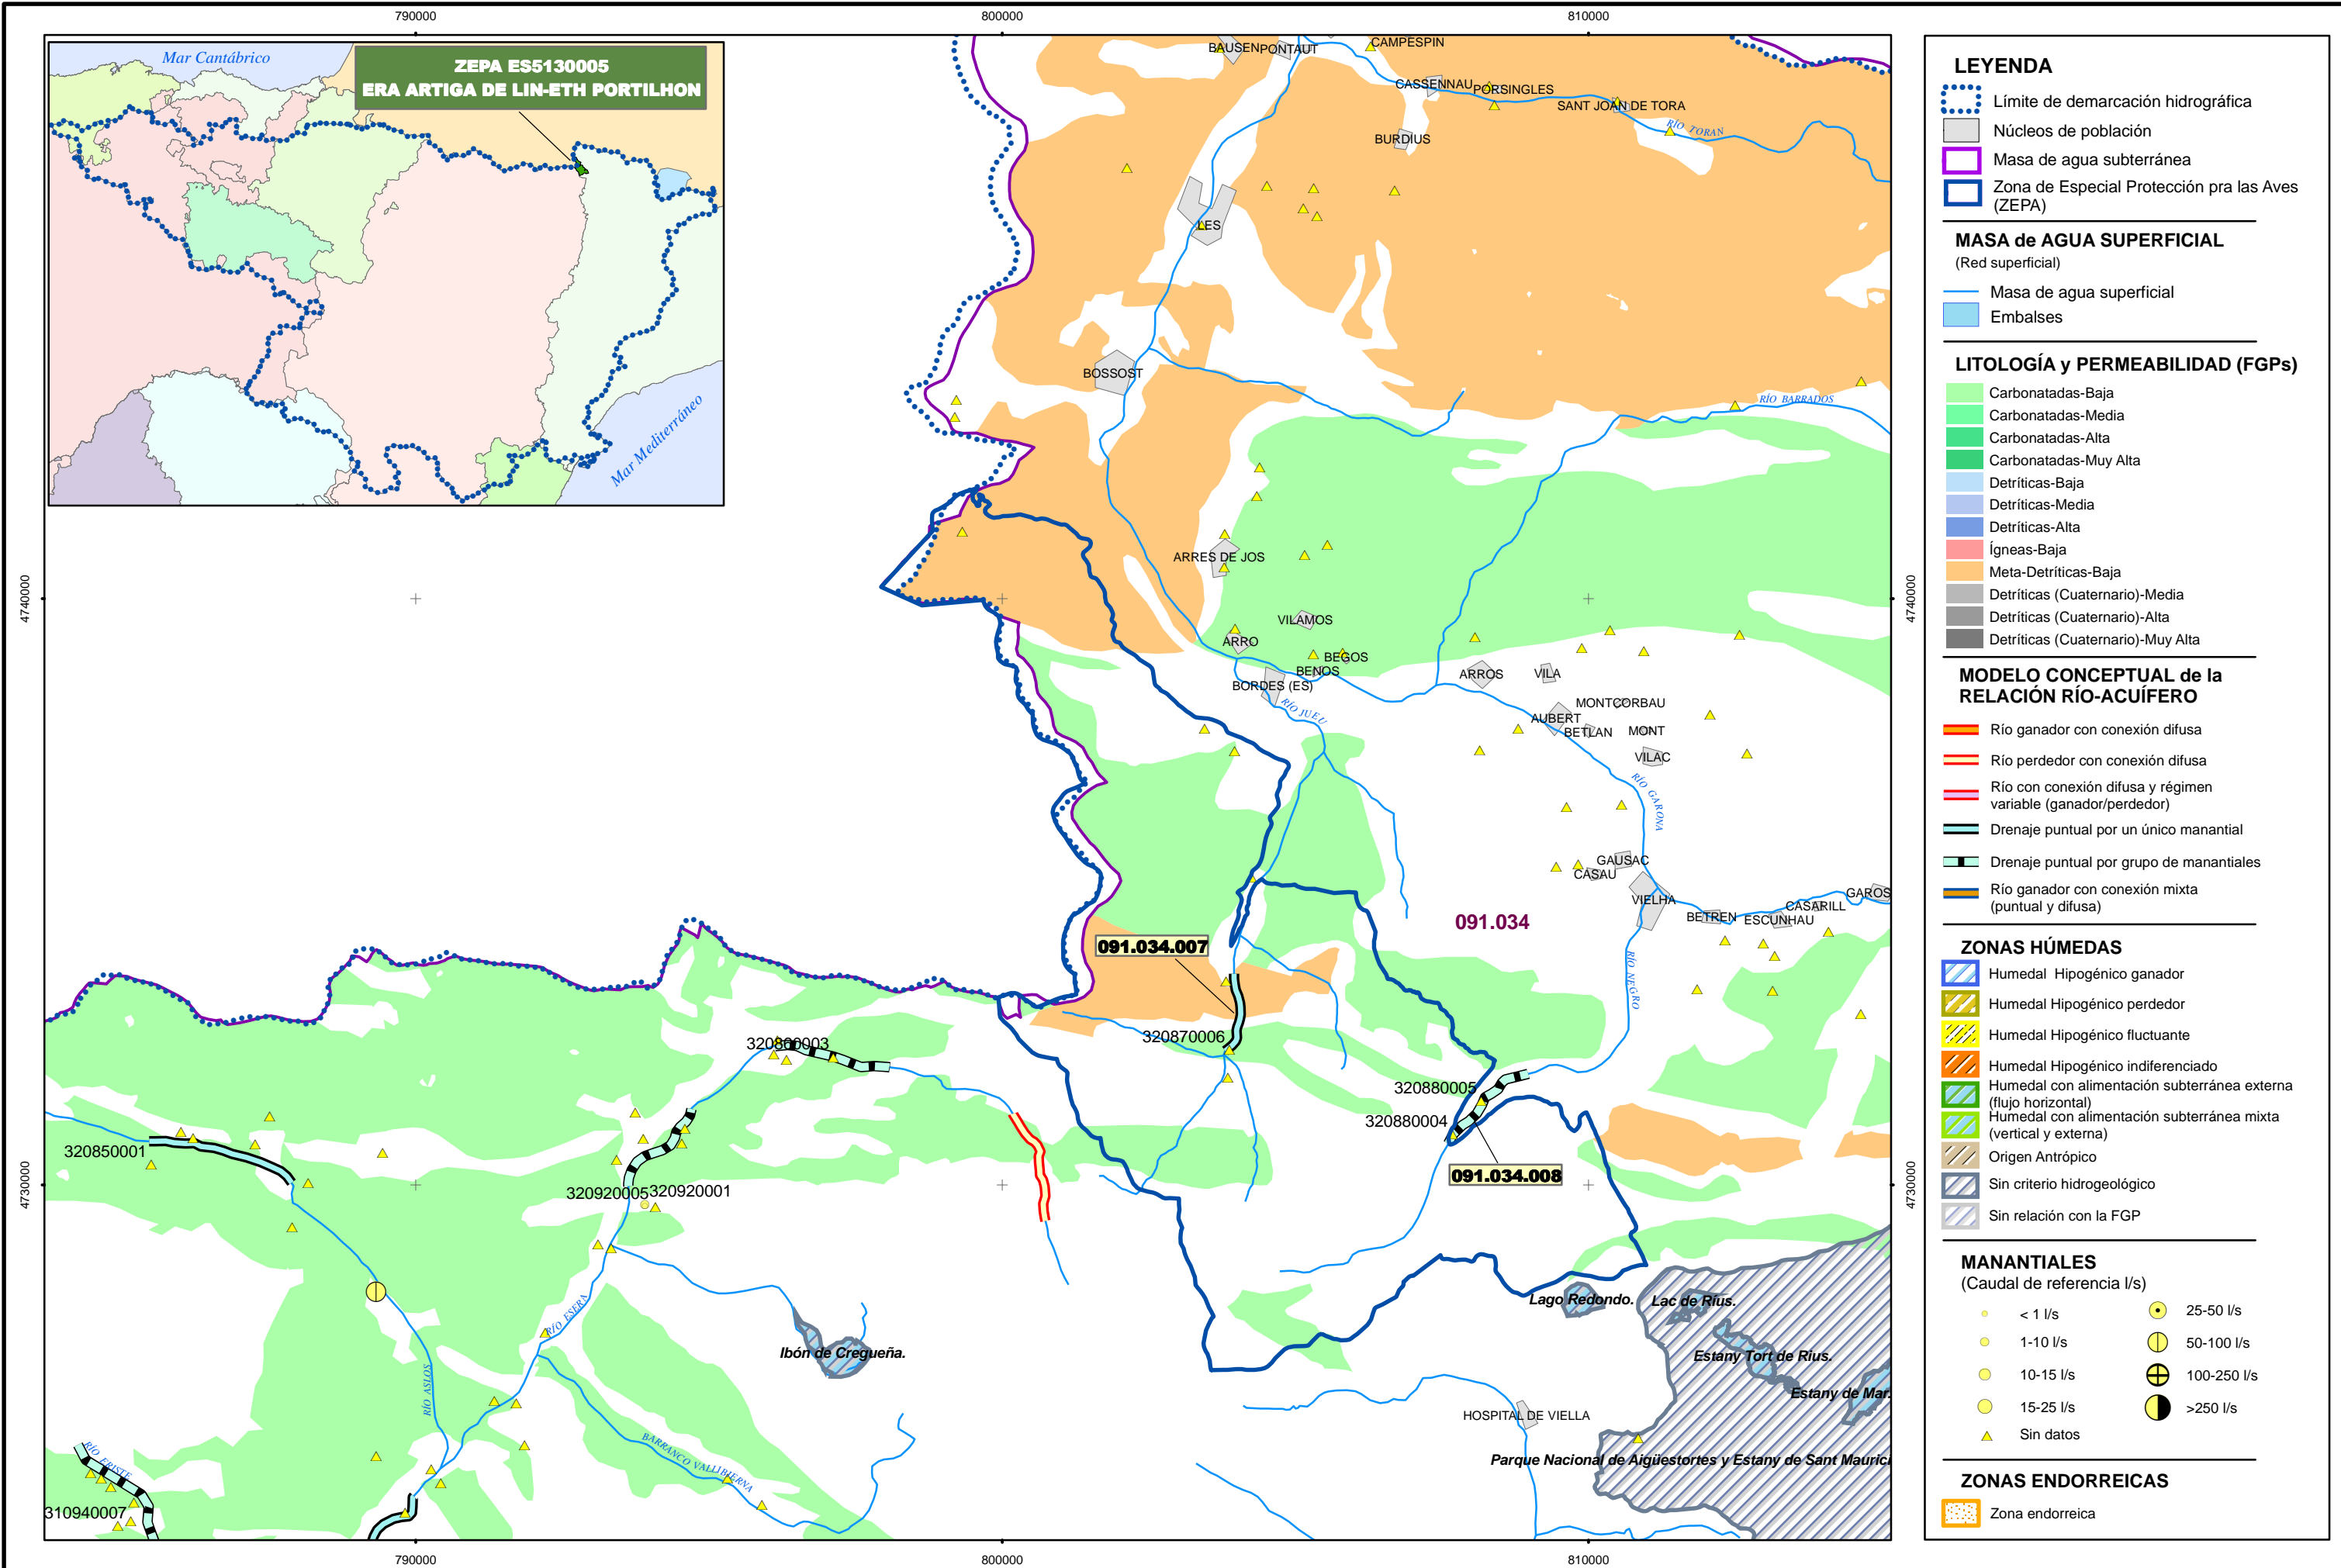 790000
800000
810000
4740000
4730000
4740000
4730000
790000
800000
810000
Mar Cantábrico
ZEPA ES5130005
ERA ARTIGA DE LIN-ETH PORTILHON
Mar Mediterráneo
BAUSEN
PONTAUT
CAMPESPIN
CASSENNAU
PORSINGLES
SANT JOAN DE TORA
RÍO TORAN
BURDIUS
LES
BOSSOST
RÍO BARRADOS
ARRES DE JOS
VILAMOS
ARRO
BEGOS
BENOS
BORDES (ES)
RÍO JUEU
ARROS
VILA
MONTCORBAU
AUBERT
BETLAN
MONT
VILAC
RÍO GARONA
GAUSAC
CASAU
VIELHA
GAROS
CASARILL
BETREN
ESCUNHAU
091.034
091.034.007
RÍO NEGRO
320870006
320860003
320880005
320880004
091.034.008
320850001
320920005
320920001
RÍO ESERA
Lago Redondo.
Lac de Ríus.
Ibón de Cregueña.
Estany Tort de Rius.
Estany de Mar.
RÍO ASLOS
HOSPITAL DE VIELLA
BARRANCO VALLIBIERNA
Parque Nacional de Aigüestortes y Estany de Sant Maurici
RÍO ERISTE
310940007
LEYENDA
Límite de demarcación hidrográfica
Núcleos de población
Masa de agua subterránea
Zona de Especial Protección pra las Aves
(ZEPA)
MASA de AGUA SUPERFICIAL
(Red superficial)
Masa de agua superficial
Embalses
LITOLOGÍA y PERMEABILIDAD (FGPs)
Carbonatadas-Baja
Carbonatadas-Media
Carbonatadas-Alta
Carbonatadas-Muy Alta
Detríticas-Baja
Detríticas-Media
Detríticas-Alta
Ígneas-Baja
Meta-Detríticas-Baja
Detríticas (Cuaternario)-Media
Detríticas (Cuaternario)-Alta
Detríticas (Cuaternario)-Muy Alta
MODELO CONCEPTUAL de la
RELACIÓN RÍO-ACUÍFERO
Río ganador con conexión difusa
Río perdedor con conexión difusa
Río con conexión difusa y régimen
variable (ganador/perdedor)
Drenaje puntual por un único manantial
Drenaje puntual por grupo de manantiales
Río ganador con conexión mixta
(puntual y difusa)
ZONAS HÚMEDAS
Humedal Hipogénico ganador
Humedal Hipogénico perdedor
Humedal Hipogénico fluctuante
Humedal Hipogénico indiferenciado
Humedal con alimentación subterránea externa
(flujo horizontal)
Humedal con alimentación subterránea mixta
(vertical y externa)
Origen Antrópico
Sin criterio hidrogeológico
Sin relación con la FGP
MANANTIALES
(Caudal de referencia l/s)
< 1 l/s
1-10 l/s
10-15 l/s
15-25 l/s
Sin datos
25-50 l/s
50-100 l/s
100-250 l/s
>250 l/s
ZONAS ENDORREICAS
Zona endorreica